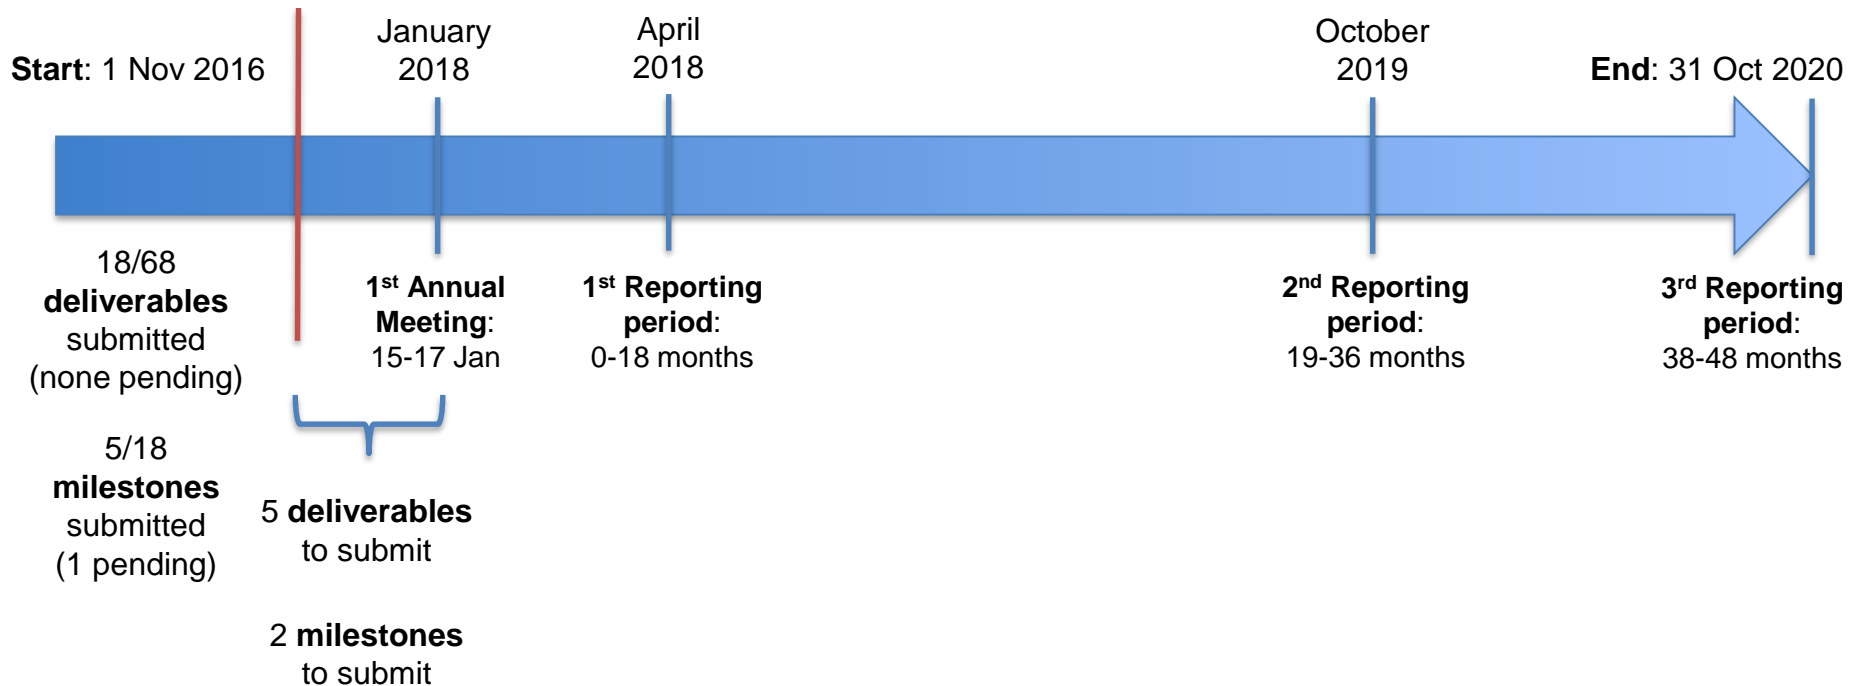 Start: 1 Nov 2016
January
2018
April
2018
October
2019
End: 31 Oct 2020
18/68
deliverables
submitted
(none pending)
5/18
milestones
submitted
(1 pending)
1st Annual
Meeting:
15-17 Jan
1st Reporting
period:
0-18 months
2nd Reporting
period:
19-36 months
3rd Reporting
period:
38-48 months
5 deliverables
to submit
2 milestones
to submit